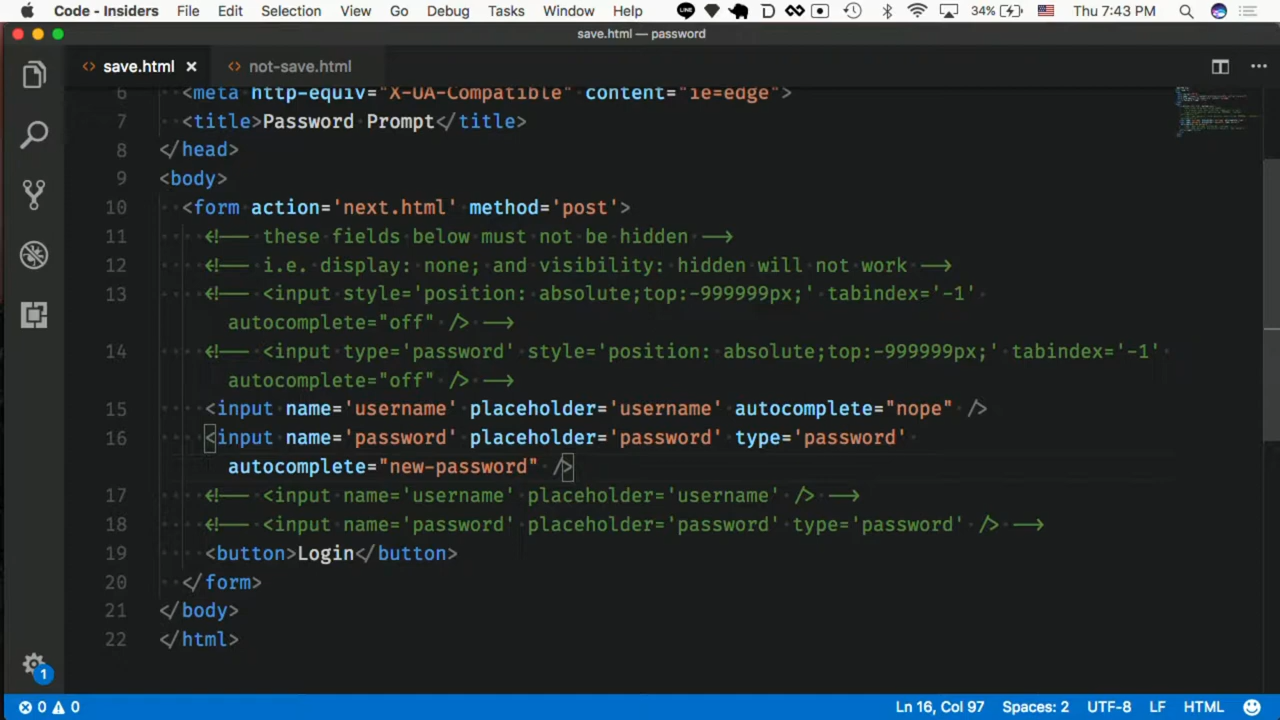 Code - Insiders File Edit Selection View Go Debug Tasks Window Help LINE 34% Thu 7:43 PM
save.html — password
<> save.html × <> not-save.html
6 <meta http-equiv="X-UA-Compatible" content="ie=edge">
7 <title>Password Prompt</title>
8 </head>
9 <body>
10 <form action='next.html' method='post'>
11 <!-- these fields below must not be hidden -->
12 <!-- i.e. display: none; and visibility: hidden will not work -->
13 <!-- <input style='position: absolute;top:-999999px;' tabindex='-1'
autocomplete="off" /> -->
14 <!-- <input type='password' style='position: absolute;top:-999999px;' tabindex='-1'
autocomplete="off" /> -->
15 <input name='username' placeholder='username' autocomplete="nope" />
16 <input name='password' placeholder='password' type='password'
autocomplete="new-password" />
17 <!-- <input name='username' placeholder='username' /> -->
18 <!-- <input name='password' placeholder='password' type='password' /> -->
19 <button>Login</button>
20 </form>
21 </body>
22 </html>
1
0 0 Ln 16, Col 97 Spaces: 2 UTF-8 LF HTML